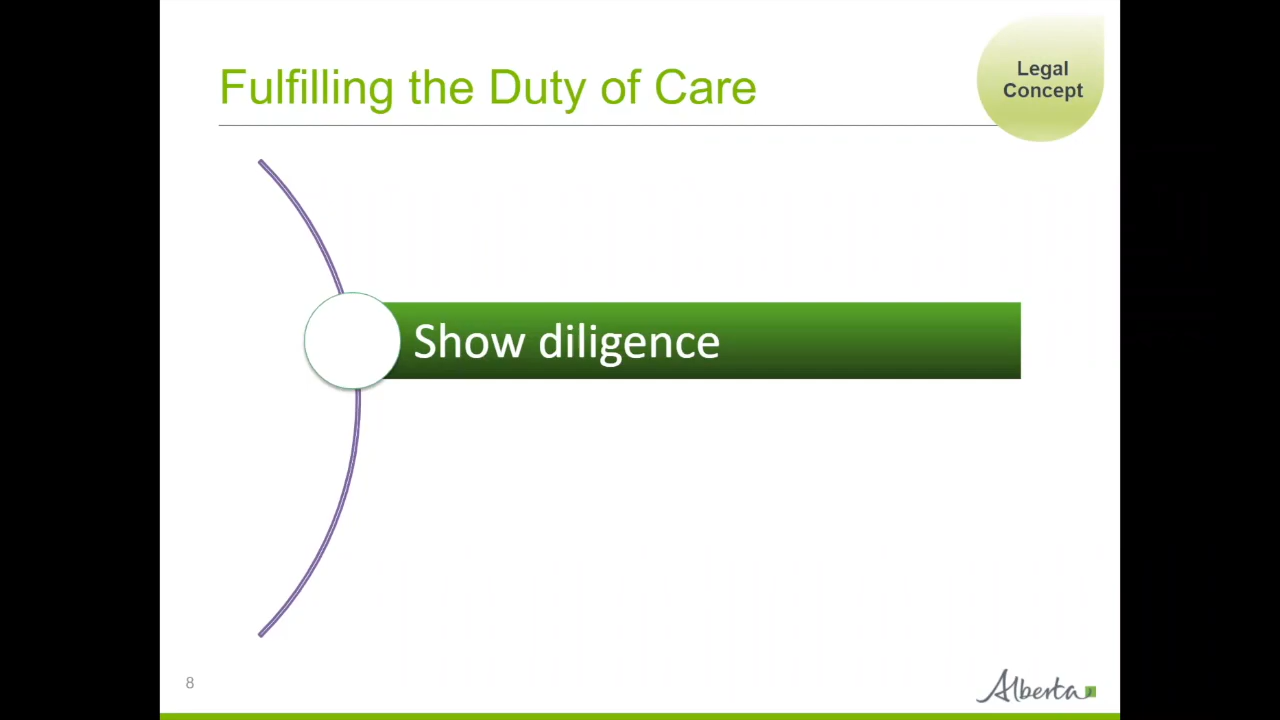 Fulfilling the Duty of Care
Legal
Concept
Show diligence
8
Alberta